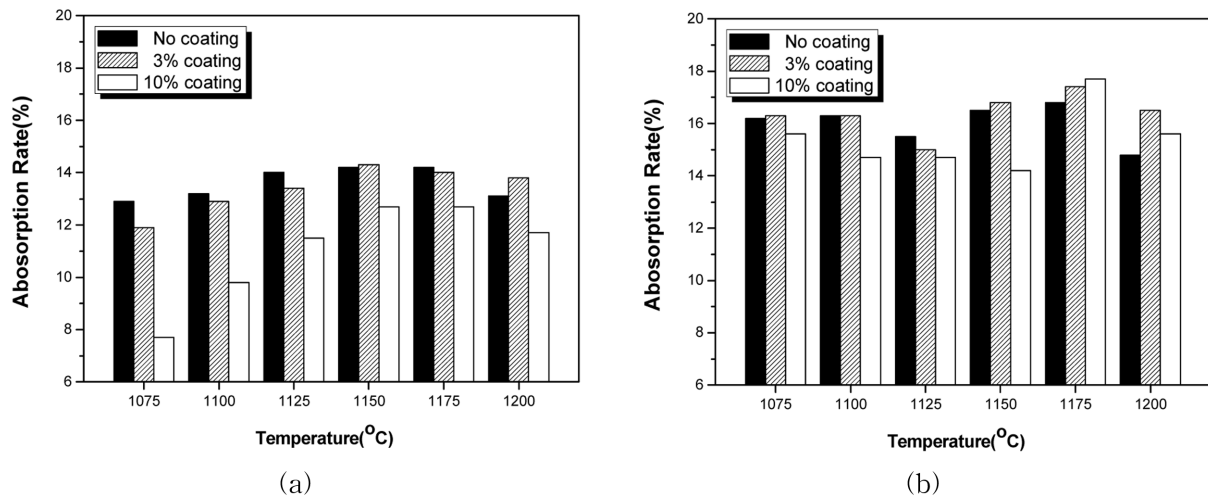 20
18
16
14
12
10
8
6
Abosorption Rate(%)
No coating
3% coating
10% coating
1075 1100 1125 1150 1175 1200
Temperature(ºC)
(a)
20
18
16
14
12
10
8
6
Abosorption Rate(%)
No coating
3% coating
10% coating
1075 1100 1125 1150 1175 1200
Temperature(ºC)
(b)